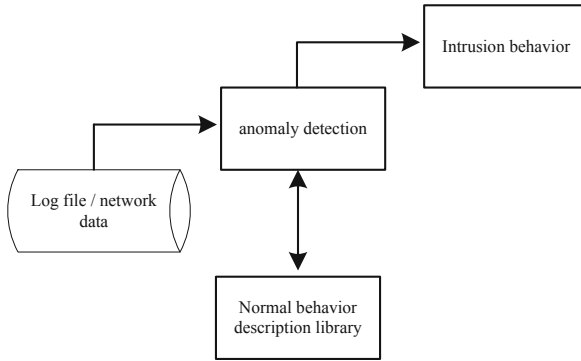 Intrusion behavior
anomaly detection
Log file / network
data
Normal behavior
description library